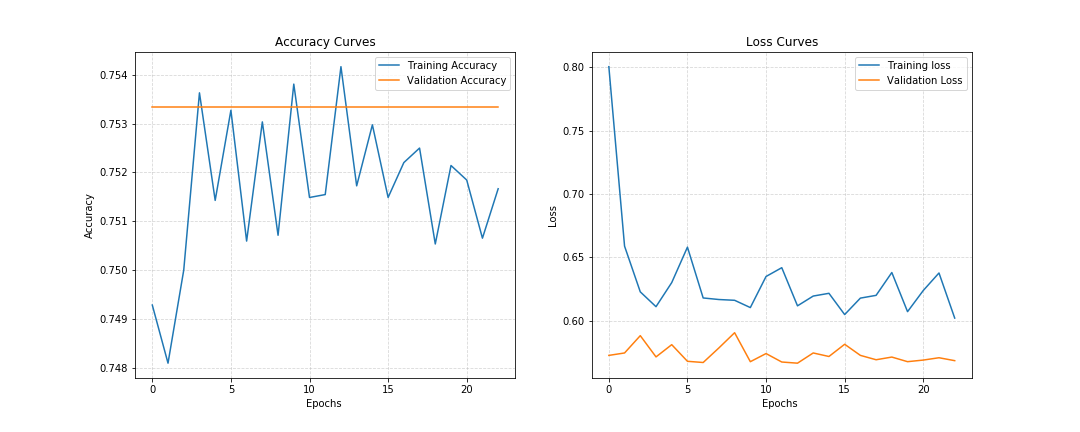 Accuracy Curves
Training Accuracy
Validation Accuracy
0.754
0.753
0.752
0.751
0.750
0.749
0.748
Accuracy
0 5 10 15 20
Epochs
Loss Curves
Training loss
Validation Loss
0.80
0.75
0.70
0.65
0.60
Loss
0 5 10 15 20
Epochs